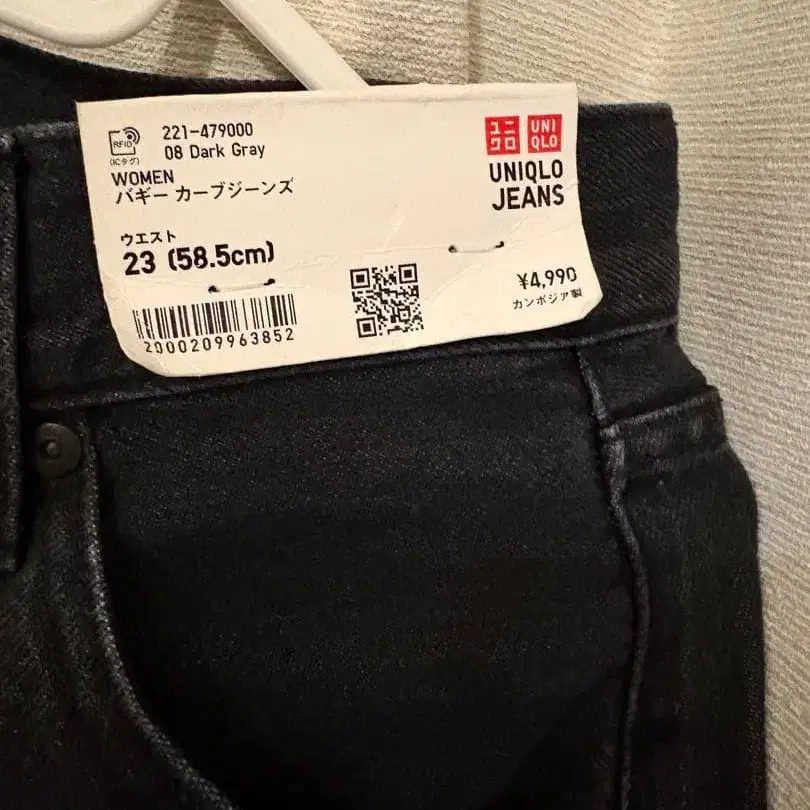 RFID
(ICタグ)
221-479000
08 Dark Gray
WOMEN
バギー カーブジーンズ
ウエスト
23 (58.5cm)
2000209963852
ユニ
クロ
UNI
QLO
UNIQLO
JEANS
¥4,990
カンボジア製